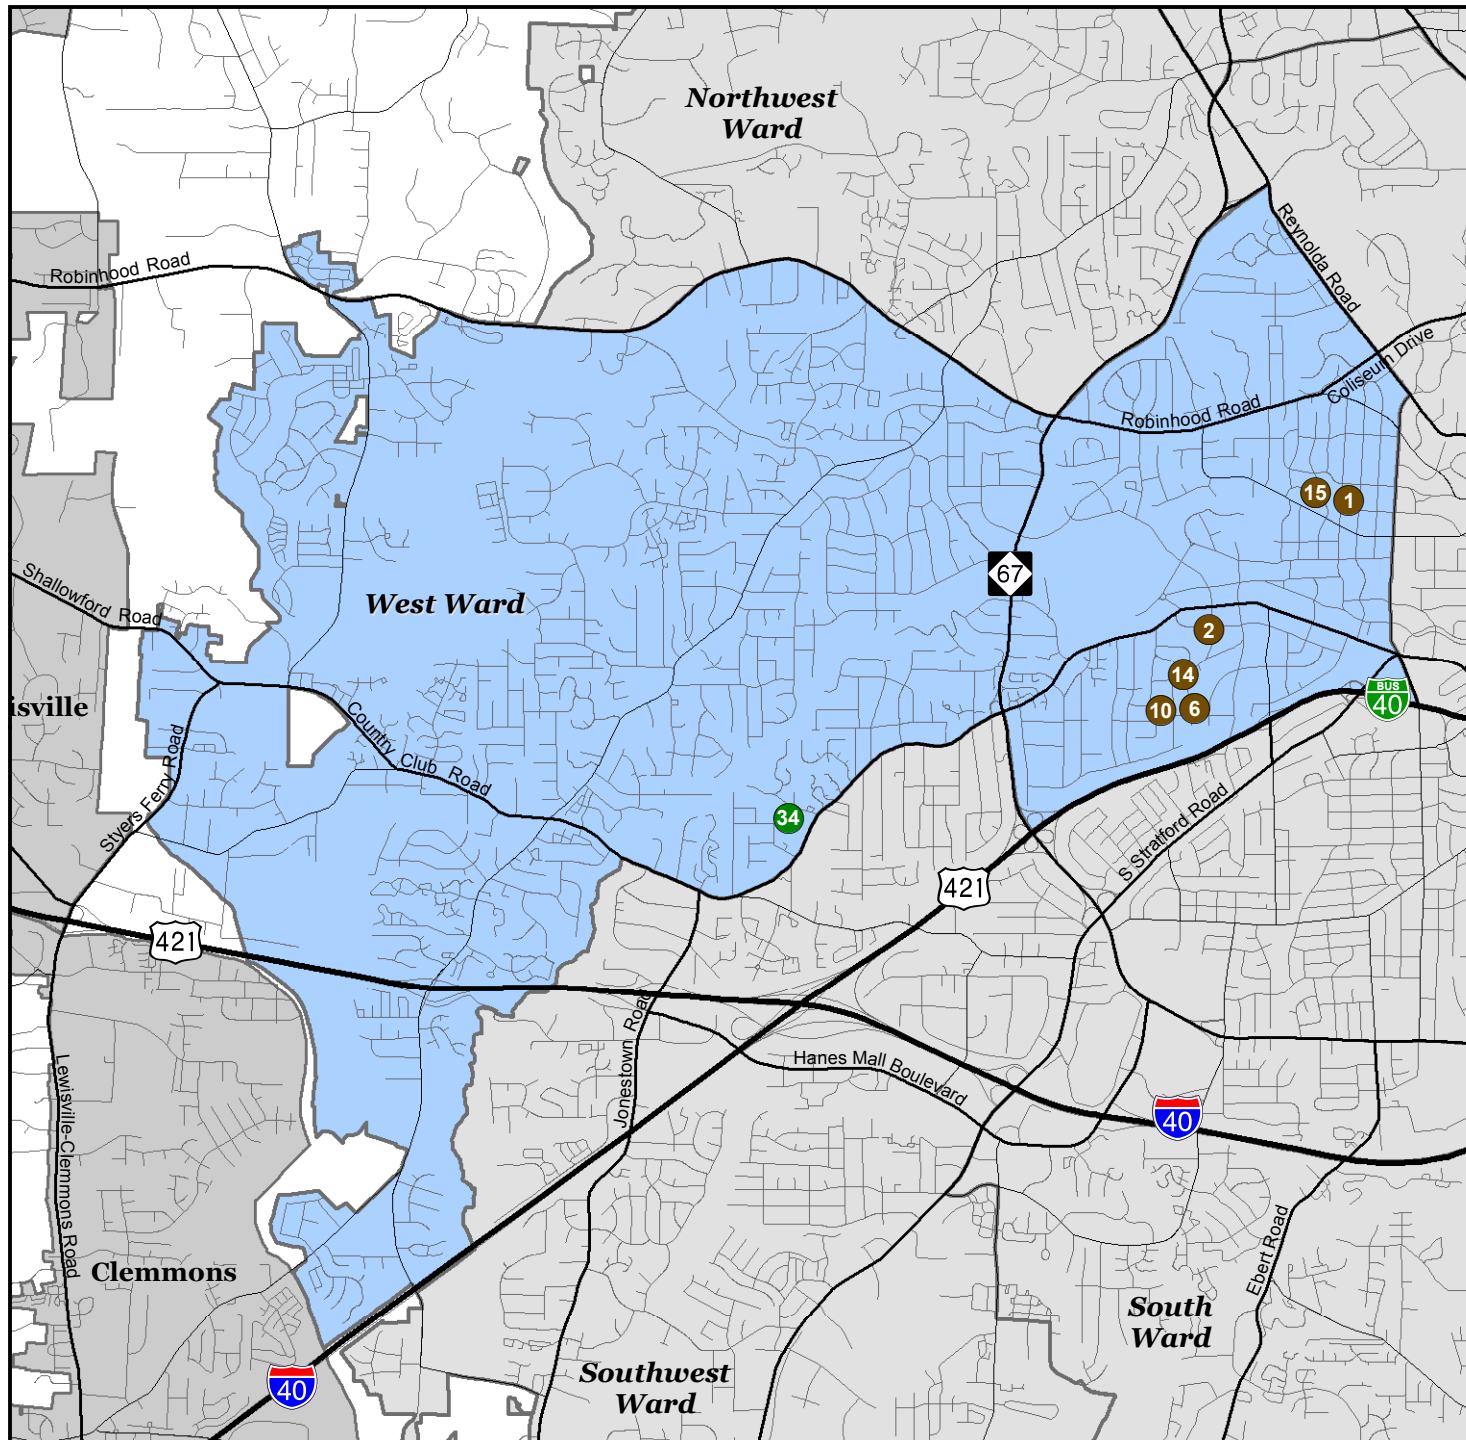 Northwest
Ward
Reynolda Road
Robinhood Road
Coliseum Drive
Robinhood Road
15
1
67
Shallowford Road
West Ward
2
14
isville
BUS
40
10
6
Country Club Road
Styers Ferry Road
34
S Stratford Road
421
421
Jonestown Road
Hanes Mall Boulevard
40
Lewisville-Clemmons Road
Clemmons
Ebert Road
South
Ward
Southwest
Ward
40